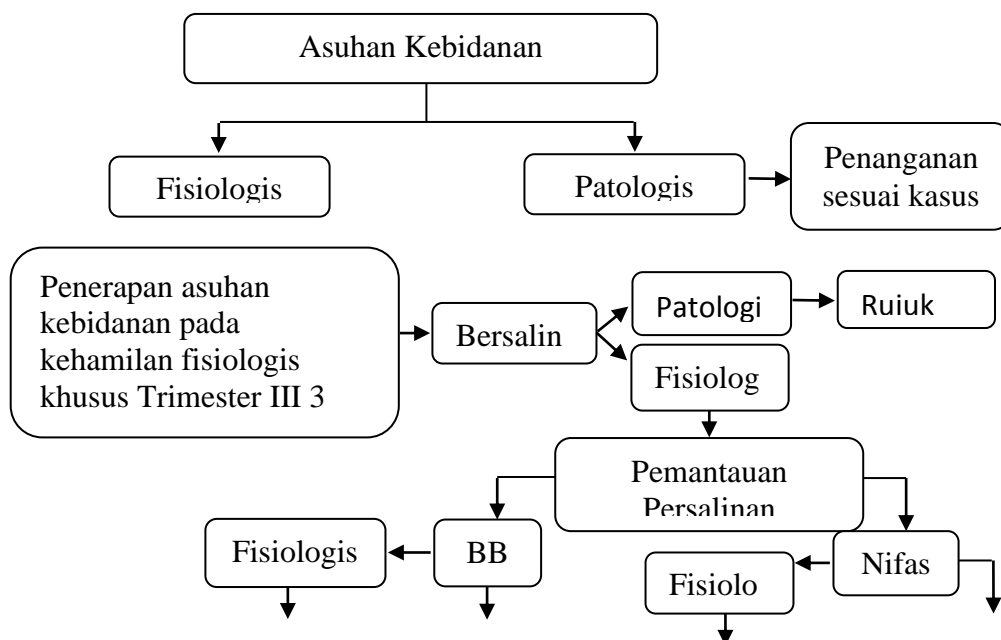 Asuhan Kebidanan
Fisiologis
Patologis
Penanganan
sesuai kasus
Penerapan asuhan
kebidanan pada
kehamilan fisiologis
khusus Trimester III 3
Bersalin
Patologi
Ruiuk
Fisiolog
Pemantauan
Persalinan
Fisiologis
BB
Fisiolo
Nifas